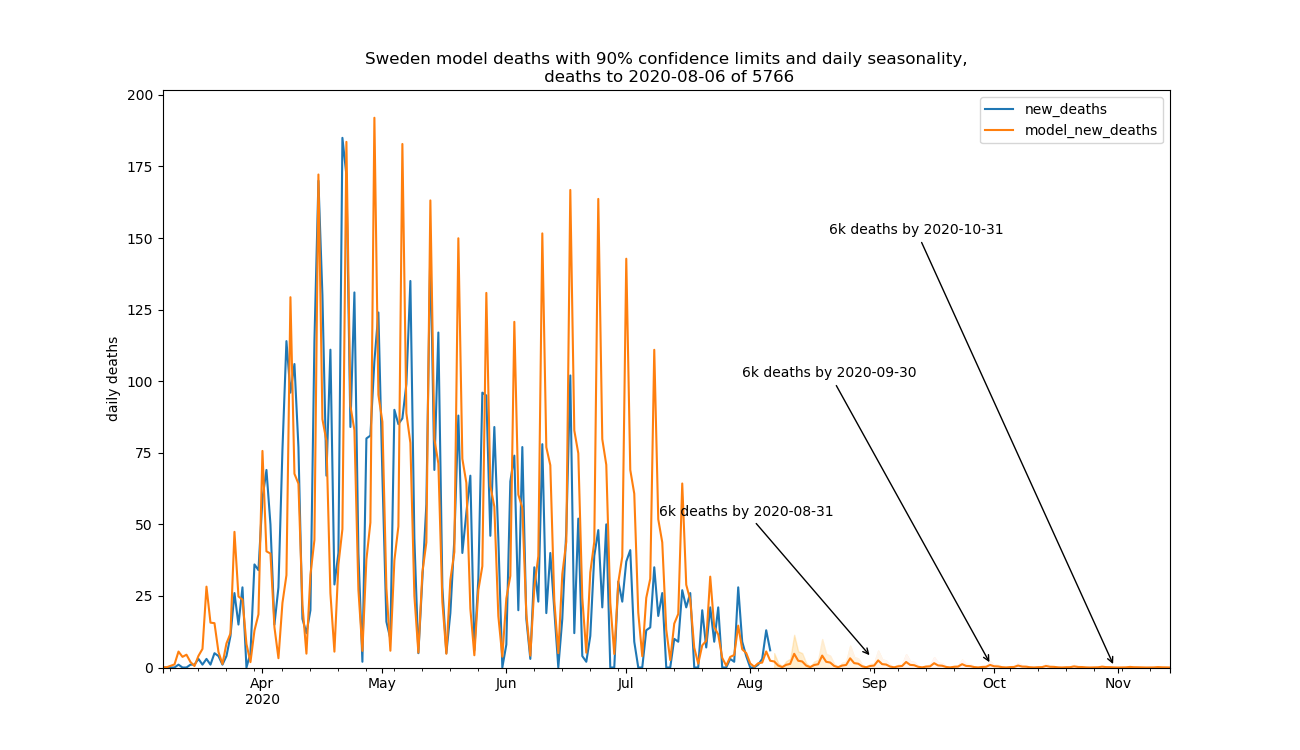 Sweden model deaths with 90% confidence limits and daily seasonality,
deaths to 2020-08-06 of 5766
200
175
150
125
100
75
50
25
0
daily deaths
new_deaths
model_new_deaths
6k deaths by 2020-10-31
6k deaths by 2020-09-30
6k deaths by 2020-08-31
Apr
2020
May
Jun
Jul
Aug
Sep
Oct
Nov